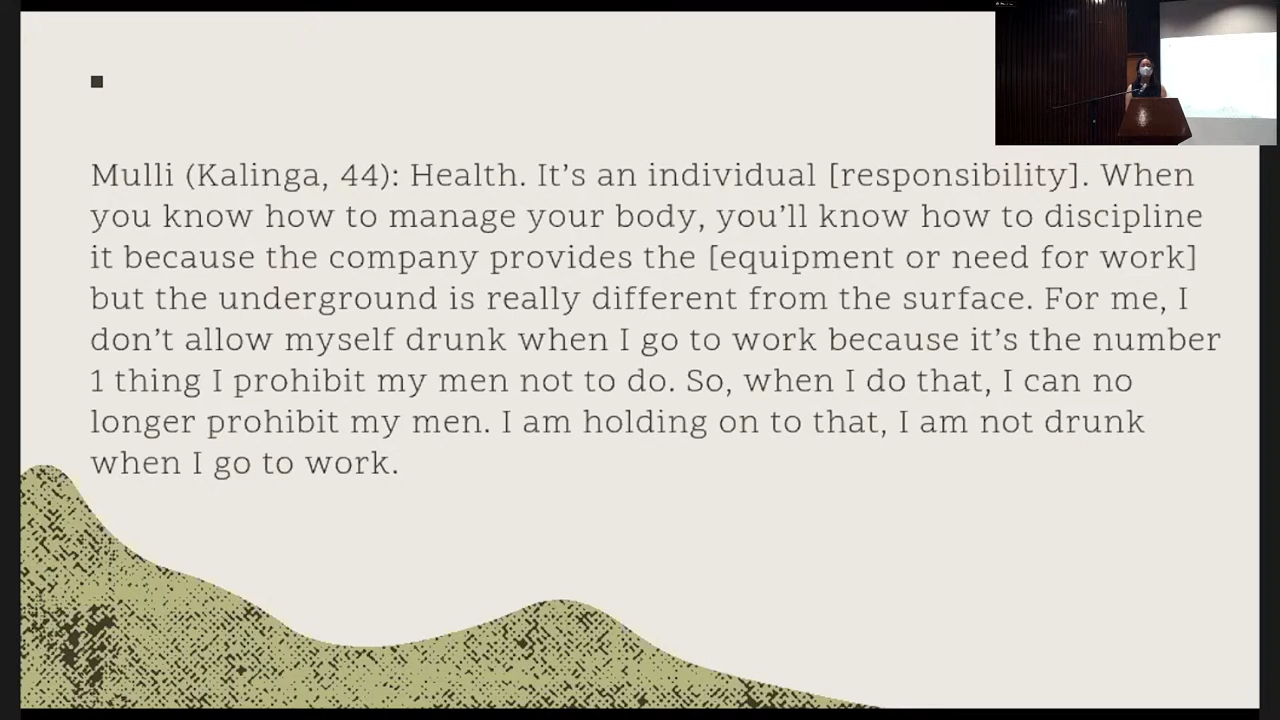 Mulli (Kalinga, 44): Health. It’s an individual [responsibility]. When
you know how to manage your body, you’ll know how to discipline
it because the company provides the [equipment or need for work]
but the underground is really different from the surface. For me, I
don’t allow myself drunk when I go to work because it’s the number
1 thing I prohibit my men not to do. So, when I do that, I can no
longer prohibit my men. I am holding on to that, I am not drunk
when I go to work.